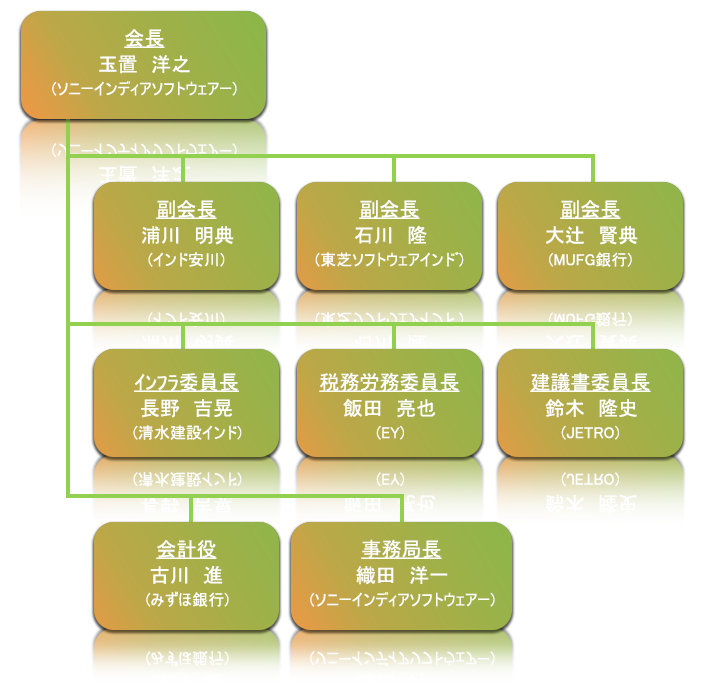 会長
玉置　洋之
（ソニーインディアソフトウェアー）
副会長
浦川　明典
（インド安川）
副会長
石川　隆
（東芝ソフトウェアインド）
副会長
大辻　賢典
（MUFG銀行）
インフラ委員長
長野　吉晃
（清水建設インド）
税務労務委員長
飯田　亮也
（EY）
建議書委員長
鈴木　隆史
（JETRO）
会計役
古川　進
（みずほ銀行）
事務局長
織田　洋一
（ソニーインディアソフトウェアー）